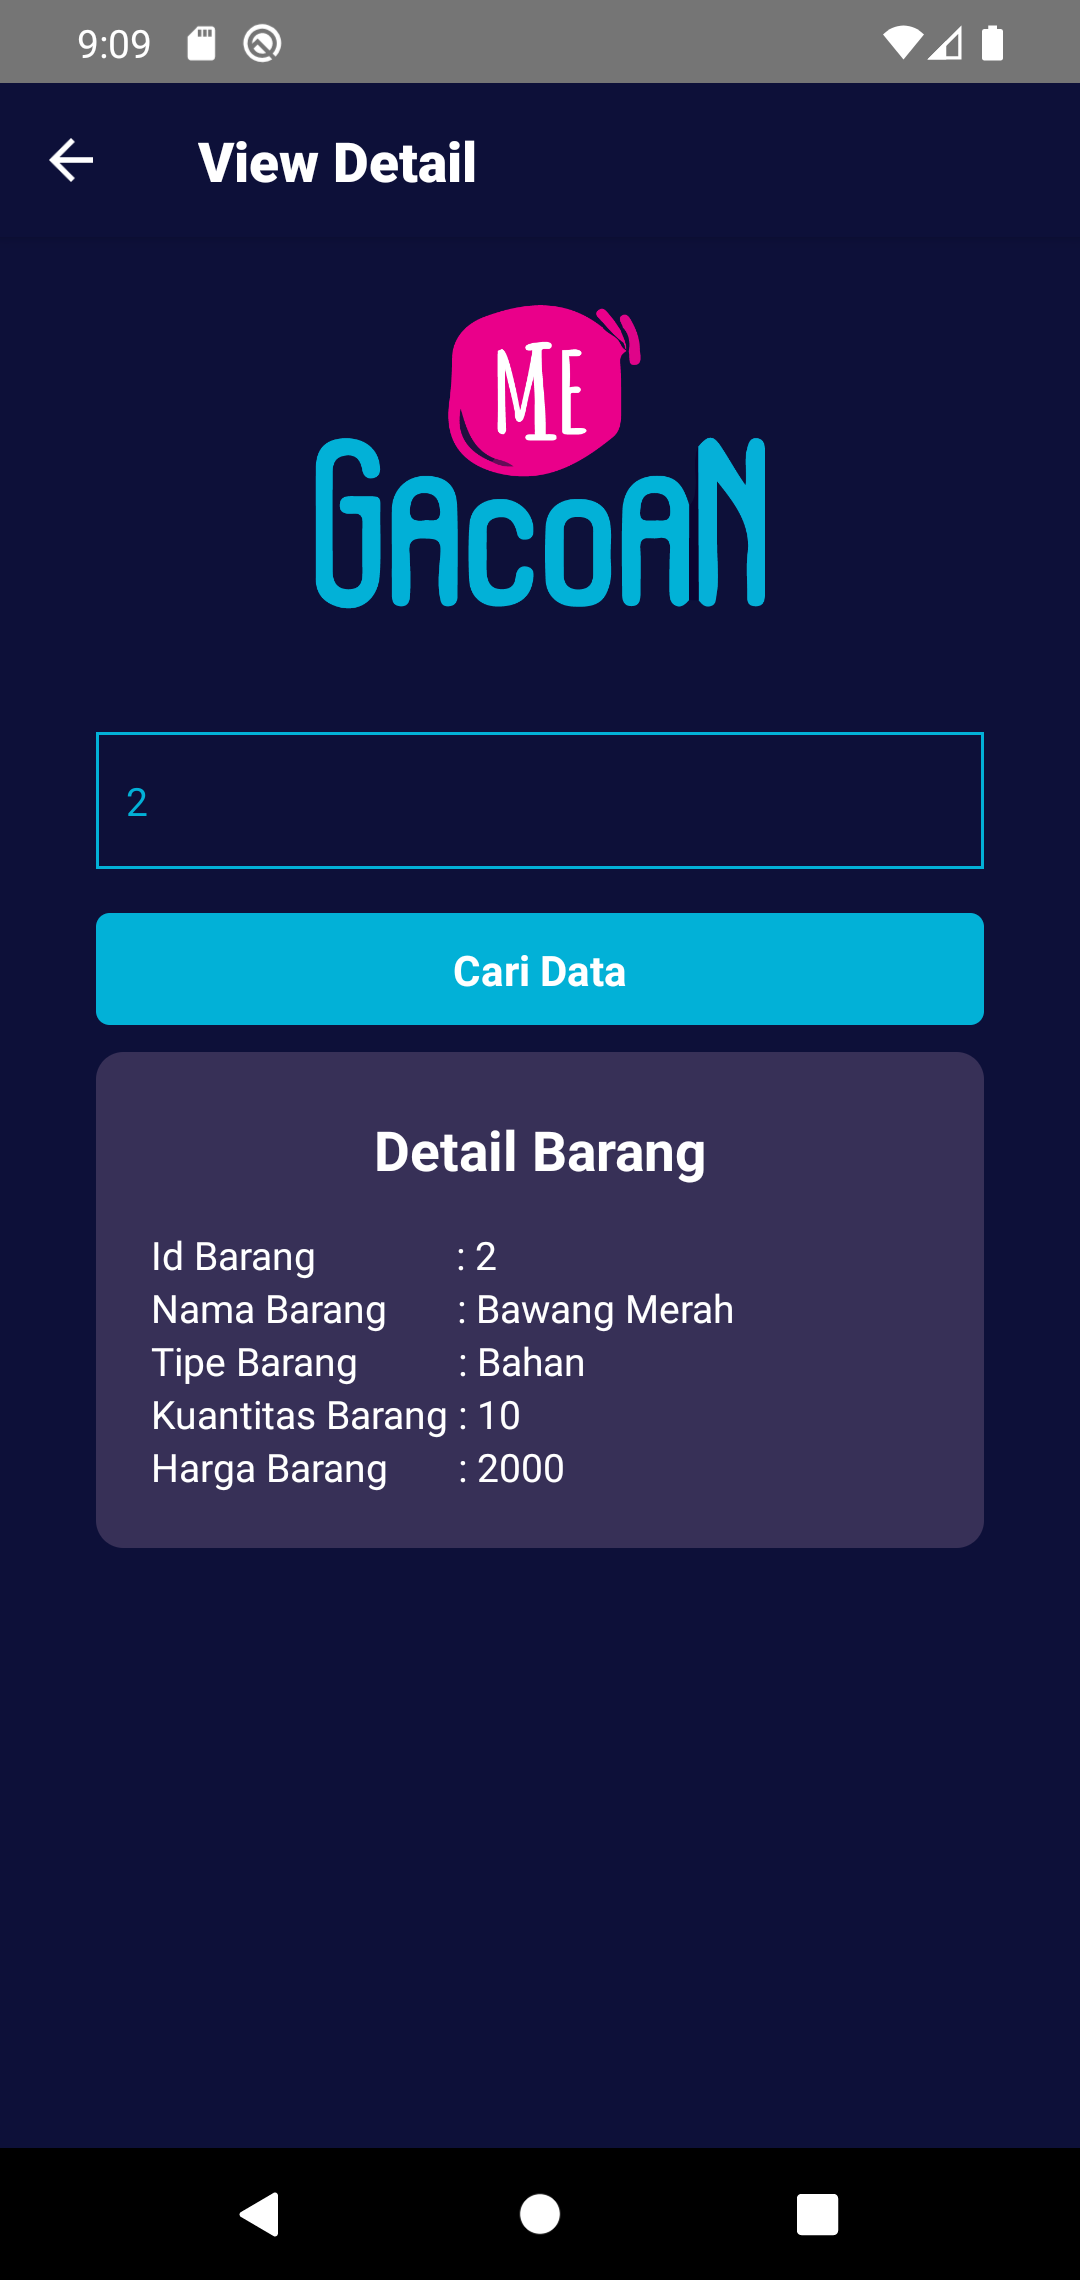 9:09
View Detail
MIE
GACOAN
2
Cari Data
Detail Barang
Id Barang : 2
Nama Barang : Bawang Merah
Tipe Barang : Bahan
Kuantitas Barang : 10
Harga Barang : 2000